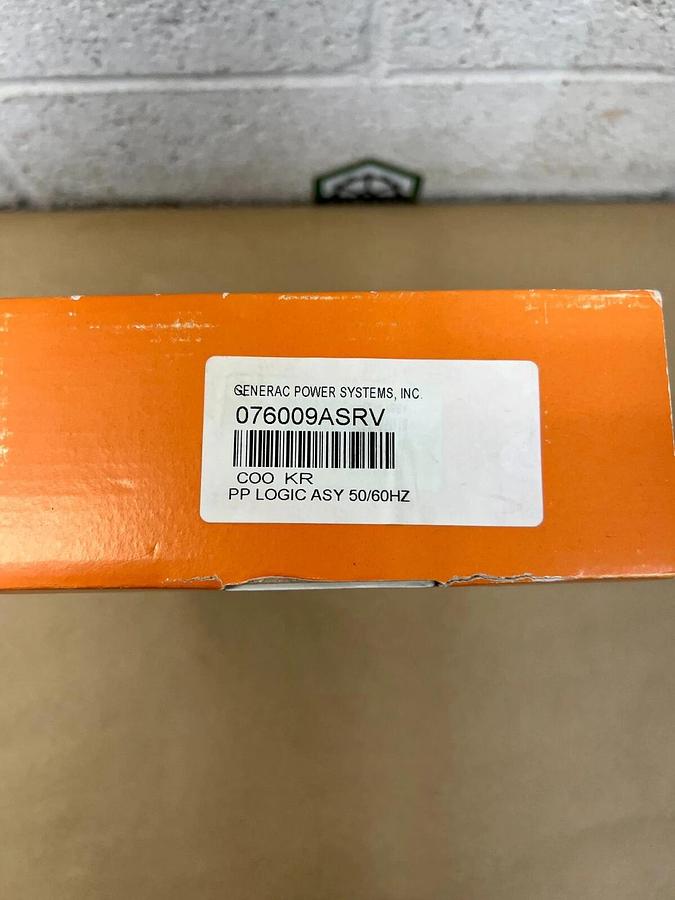 GENERAC POWER SYSTEMS, INC.
076009ASRV
COO KR
PP LOGIC ASY 50/60HZ